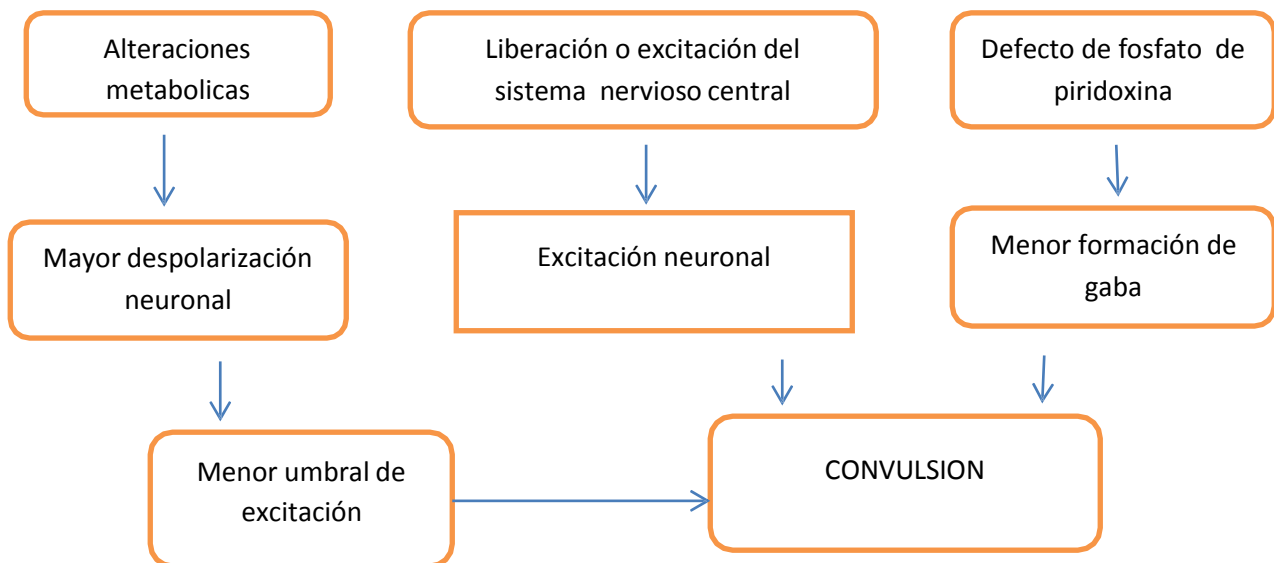 Alteraciones
metabolicas
Liberación o excitación del
sistema nervioso central
Defecto de fosfato de
piridoxina
Mayor despolarización
neuronal
Excitación neuronal
Menor formación de
gaba
Menor umbral de
excitación
CONVULSION